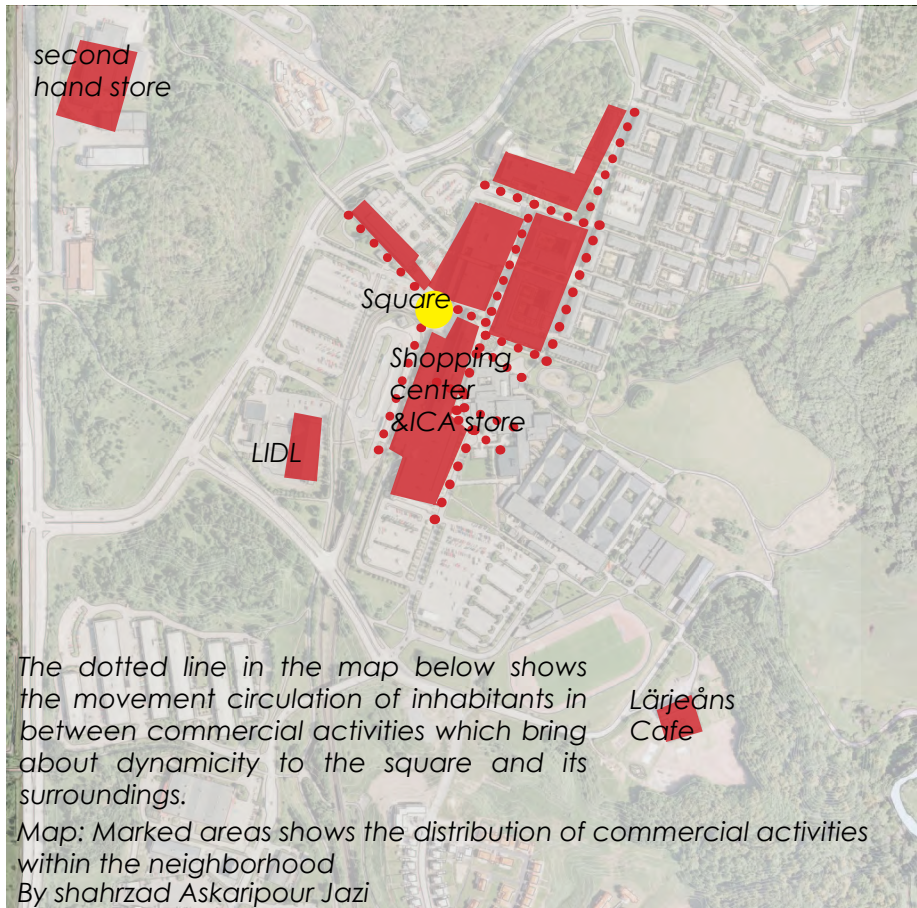 second
hand store
Square
Shopping
center
&ICA store
LIDL
The dotted line in the map below shows
the movement circulation of inhabitants in
between commercial activities which bring
about dynamicity to the square and its
surroundings.
Lärjeåns
Cafe
Map: Marked areas shows the distribution of commercial activities
within the neighborhood
By shahrzad Askaripour Jazi